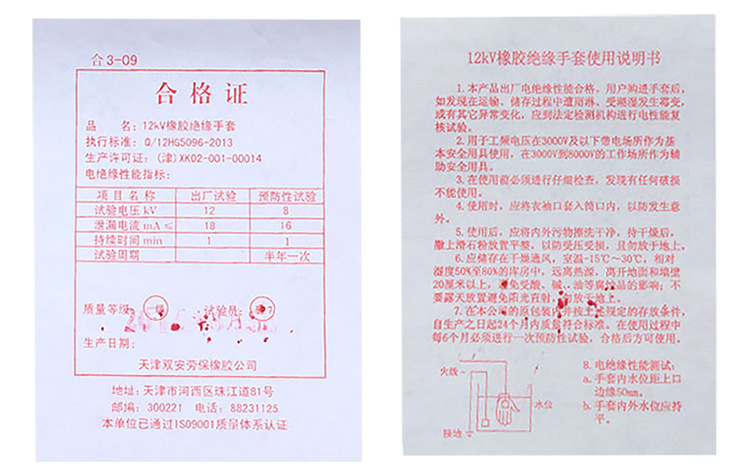 合3-09
合格证
品 名：12kV橡胶绝缘手套
执行标准：Q/12HG5096-2013
生产许可证：(津)XK02-001-00014
电绝缘性能指标：
项目名称 出厂试验 预防性试验
试验电压 kV 12 8
泄漏电流 mA ≤ 18 16
持续时间 min 1 1
试验周期 半年一次
质量等级： 试验员：
生产日期：
天津双安劳保橡胶公司
地址：天津市河西区珠江道81号
邮编：300221 电话：88231125
本单位已通过ISO9001质量体系认证
12kV橡胶绝缘手套使用说明书
1.本产品出厂电绝缘性能合格，用户购进手套后，
如发现在运输、储存过程中遭雨淋、受潮湿发生霉变，
或有其它异常变化，应到法定检测机构进行电性能复
核试验。
2.用于工频电压在3000V及以下带电场所作为基
本安全用具使用，在3000V到8000V的工作场所作为辅
助安全用具。
3.在使用前必须进行仔细检查，发现有任何破损
不能使用。
4.使用时，应将衣袖口套入筒口内，以防发生意
外。
5.使用后，应将内外污物擦洗干净，待干燥后，
撒上滑石粉放置平整，以防受压受损，且勿放于地上。
6.应储存在干燥通风，室温-15℃～30℃，相对
湿度50%至80%的库房中，远离热源，离开地面和墙壁
20厘米以上，避免受酸、碱、油等腐蚀品的影响；不
要露天放置避免阳光直射，勿放于地上。
7.在本公司的原包装内并按上述规定的存放条件，
自生产之日起24个月内质量符合标准。在使用过程中
每6个月必须进行一次预防性试验，合格后方可使用。
8.电绝缘性能测试：
a.手套内水位距上口
边缘50mm。
b.手套内外水位应持
平。
火线
水位
接地